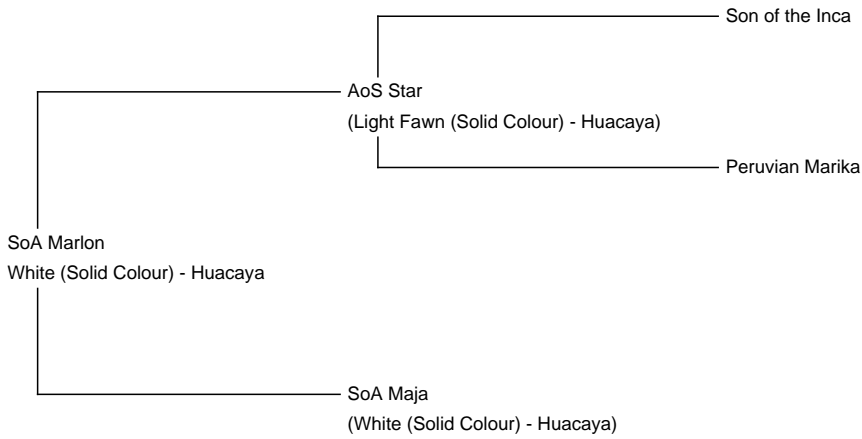 Son of the Inca
AoS Star
(Light Fawn (Solid Colour) - Huacaya)
Peruvian Marika
SoA Marlon
White (Solid Colour) - Huacaya
SoA Maja
(White (Solid Colour) - Huacaya)